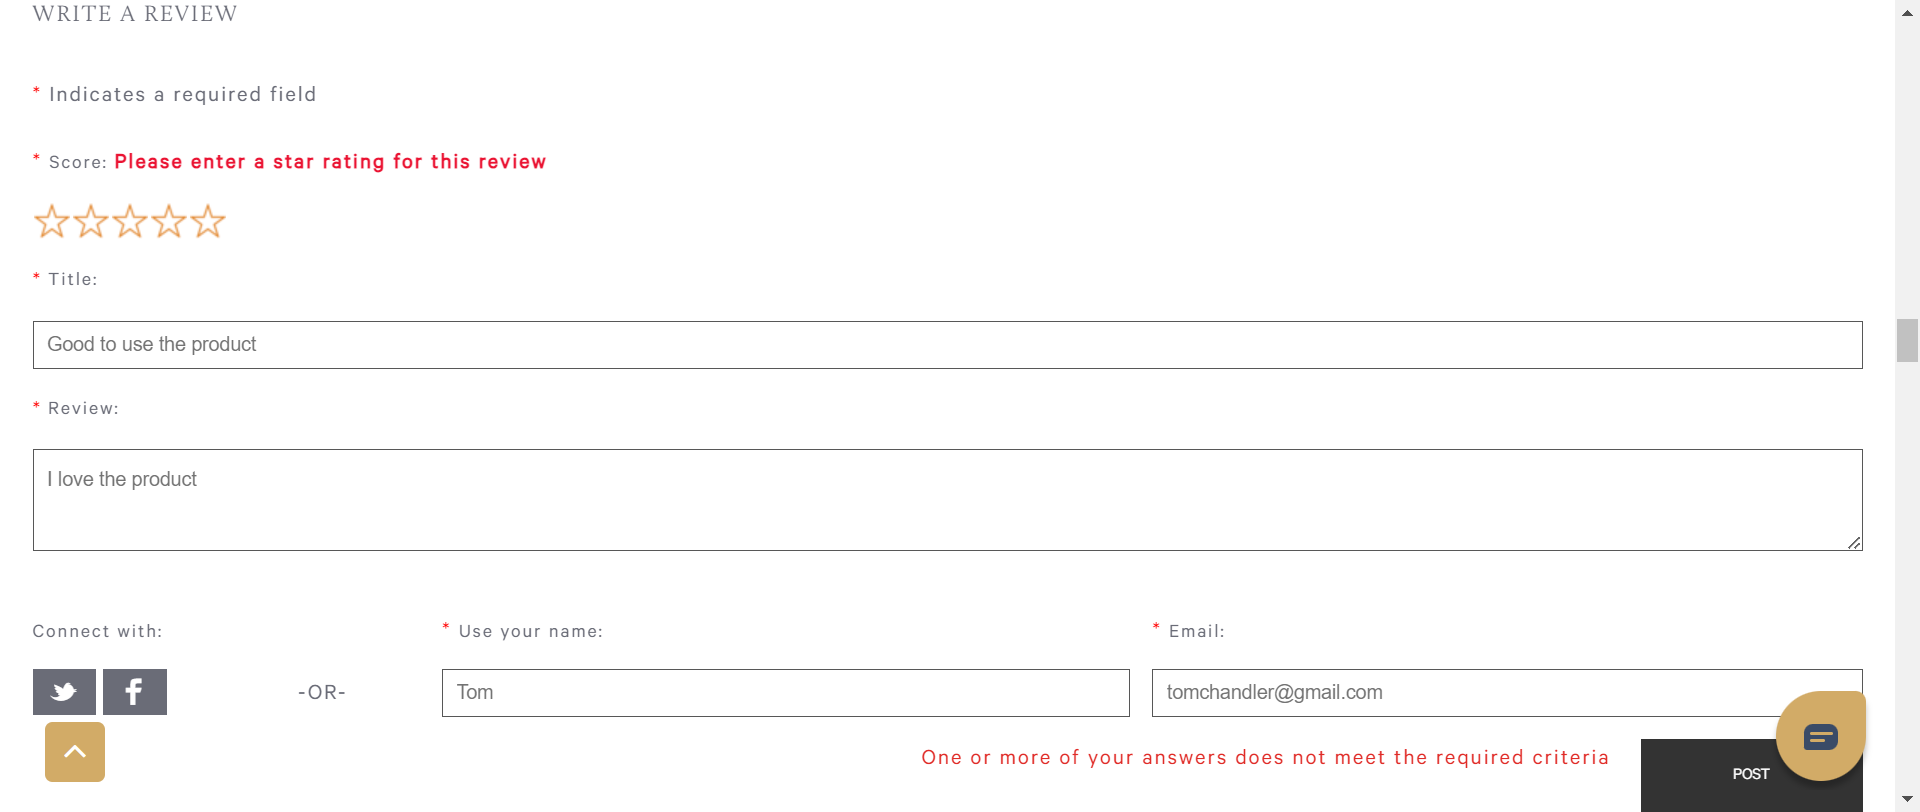 WRITE A REVIEW
* Indicates a required field
* Score: Please enter a star rating for this review
* Title:
Good to use the product
* Review:
I love the product
Connect with:
* Use your name:
* Email:
-OR-
Tom
tomchandler@gmail.com
One or more of your answers does not meet the required criteria
POST